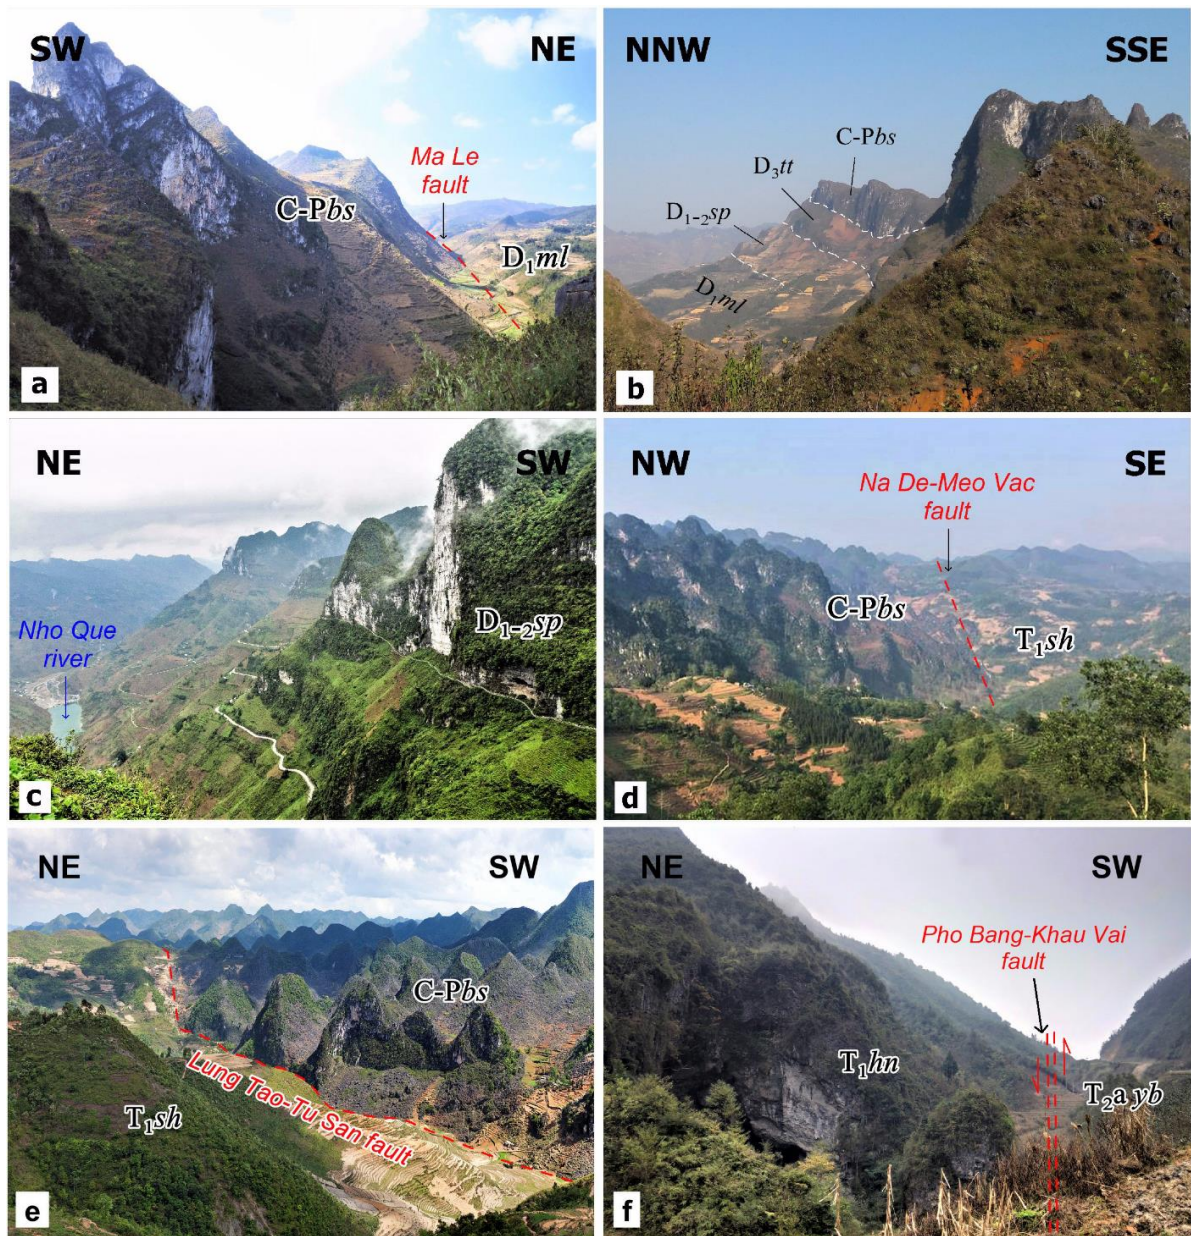 SW
NE
Ma Le
fault
C-Pbs
D₁ml
a
NNW
SSE
C-Pbs
D₃tt
D₁₋₂sp
D₁ml
b
NE
SW
Nho Que
river
D₁₋₂sp
c
NW
SE
Na De-Meo Vac
fault
C-Pbs
T₁sh
d
NE
SW
C-Pbs
Lung Tao-Tu San fault
T₁sh
e
NE
SW
Pho Bang-Khau Vai
fault
T₁hn
T₂a yb
f